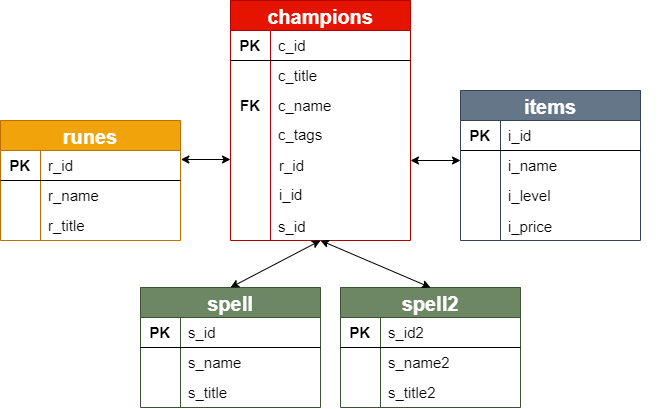 champions
PK c_id
c_title
FK c_name
c_tags
r_id
i_id
s_id
runes
PK r_id
r_name
r_title
items
PK i_id
i_name
i_level
i_price
spell
PK s_id
s_name
s_title
spell2
PK s_id2
s_name2
s_title2